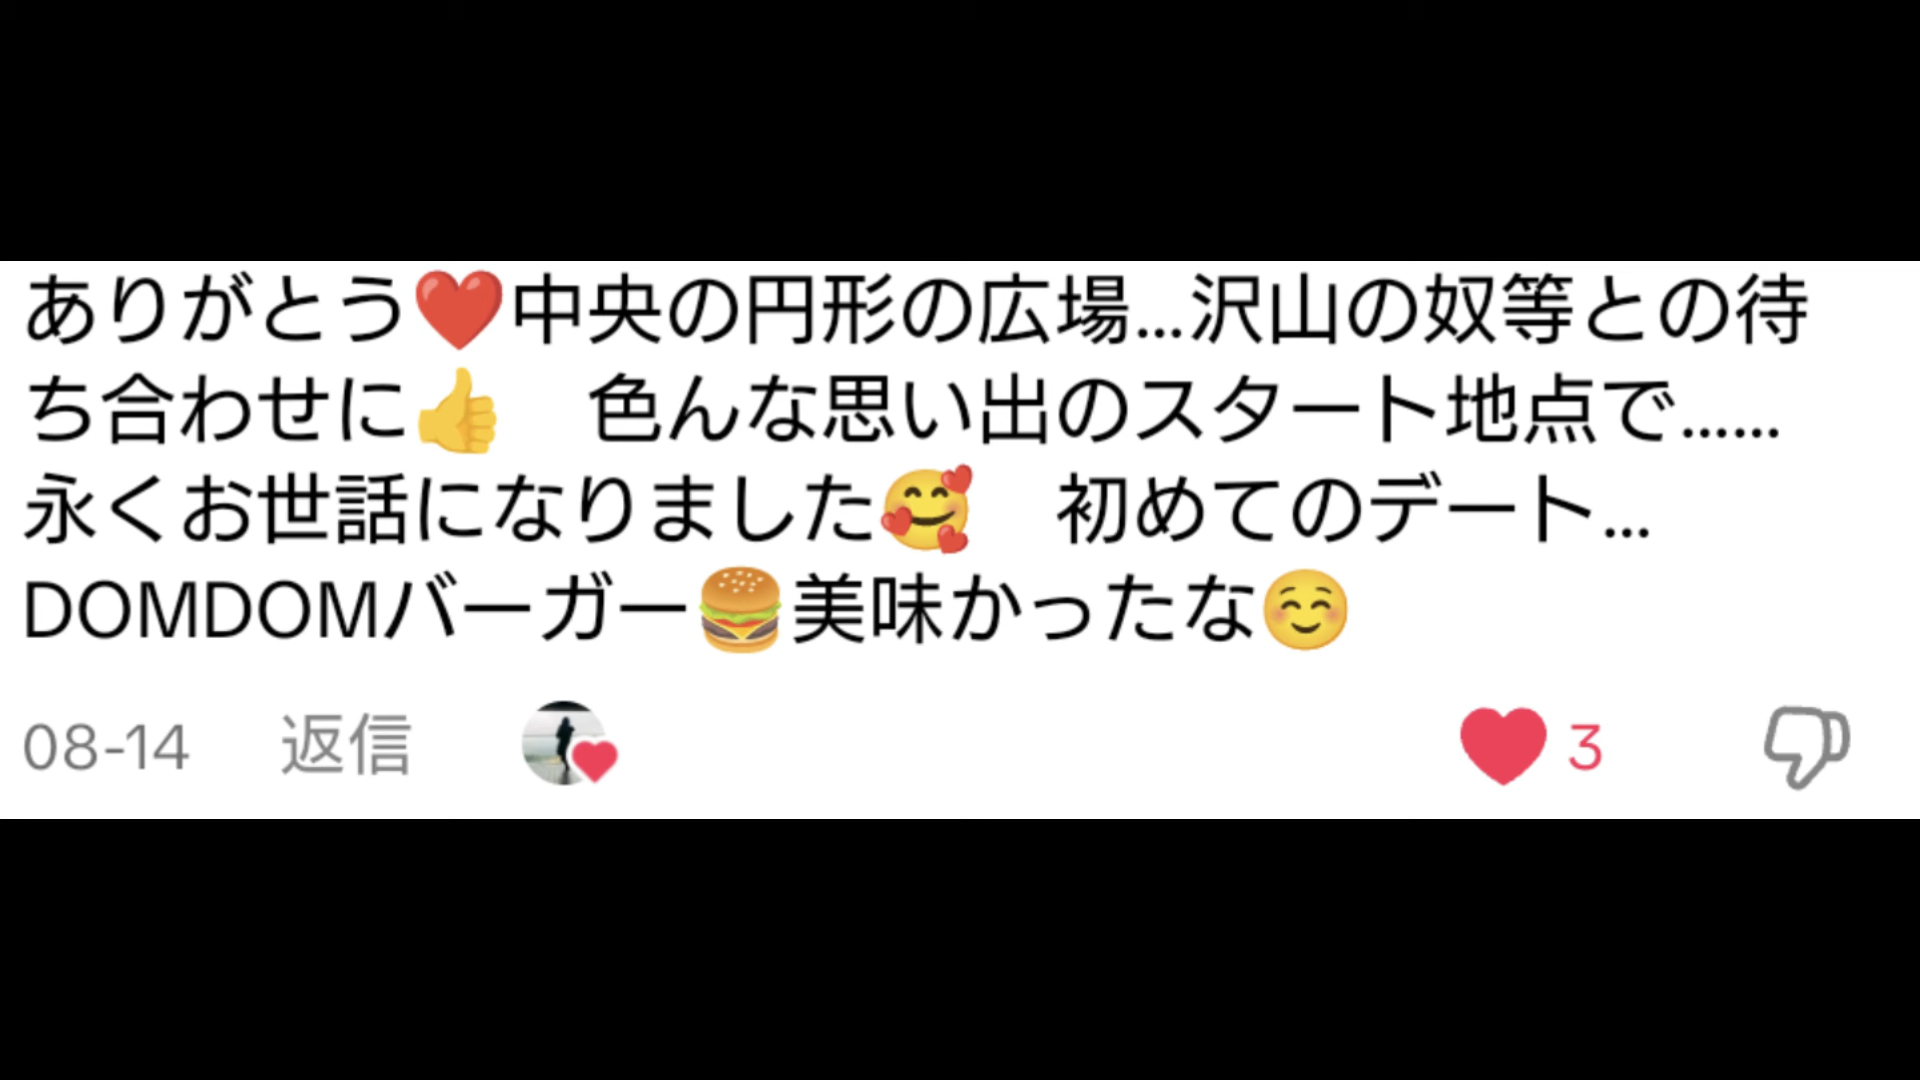 ありがとう❤️中央の円形の広場...沢山の奴等との待
ち合わせに👍　色んな思い出のスタート地点で......
永くお世話になりました🥰　初めてのデート...
DOMDOMバーガー🍔美味かったな☺️
08-14 返信 3